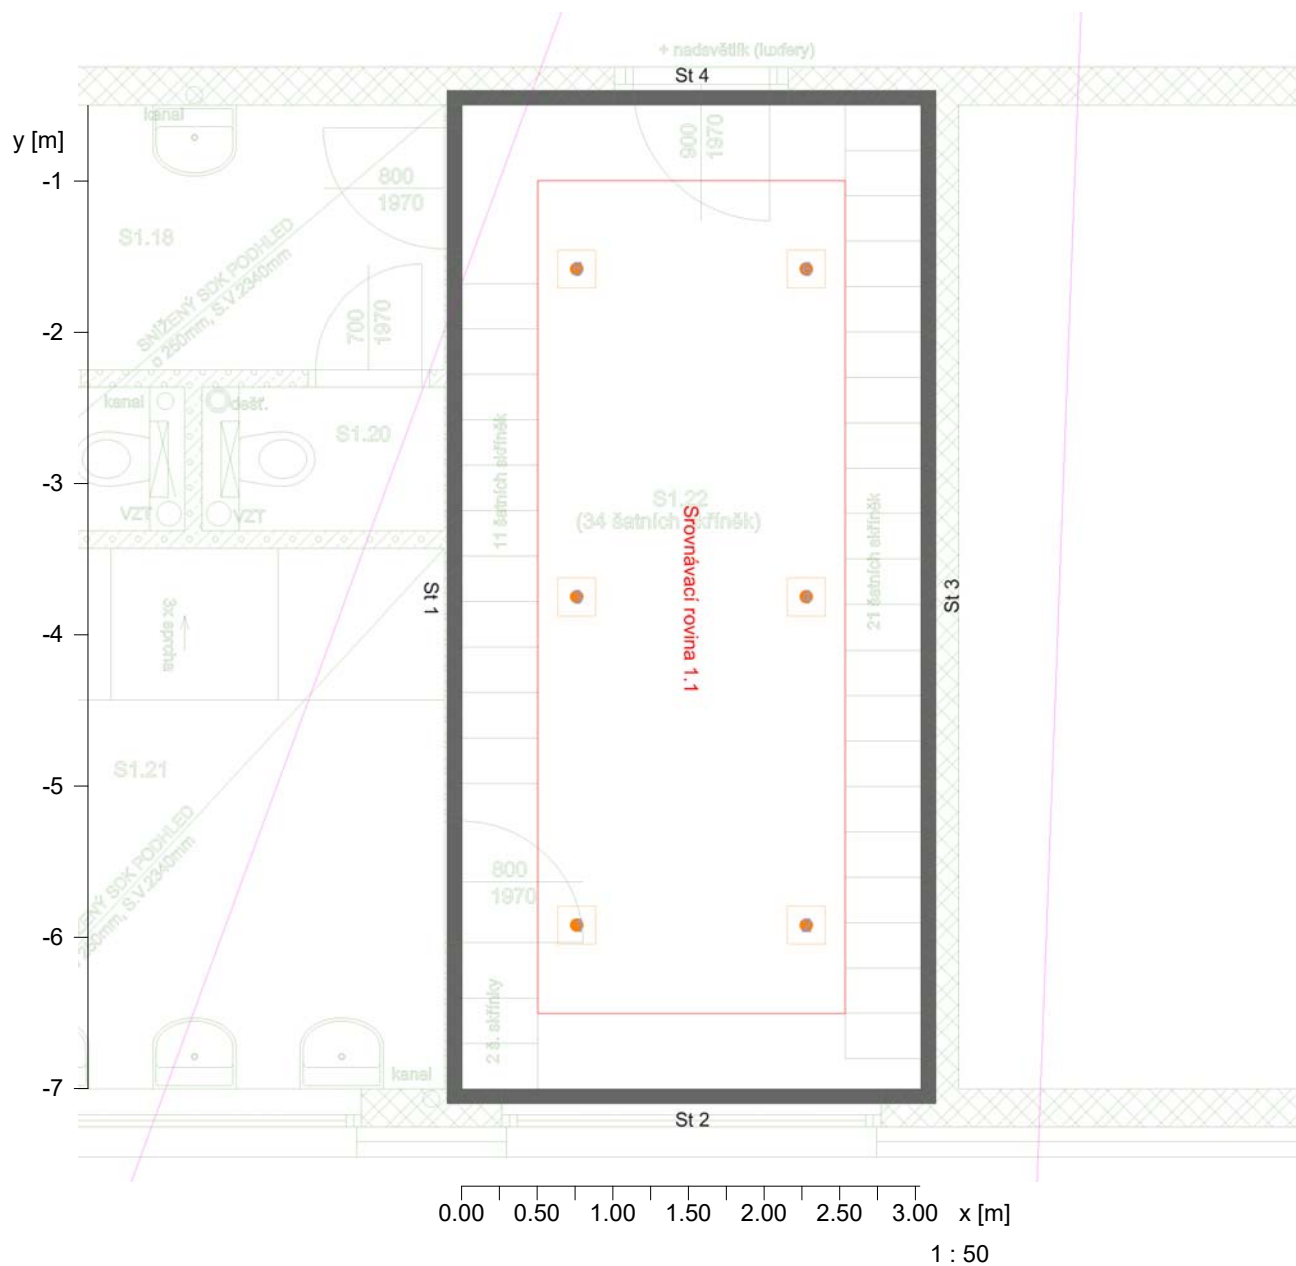 + nadsvětlík (luxfery)
St 4
kanal
y [m]
900
1970
800
1970
-1
S1.18
SNÍŽENÝ SDK PODHLED
o 250mm, S.V.2340mm
700
1970
-2
kanal
dešť.
S1.20
11 šatních skříněk
-3
VZT
VZT
S1.22
(34 šatních skříněk)
Srovnávací rovina 1.1
21 šatních skříněk
St 1
St 3
3x sprcha
-4
S1.21
-5
ENÝ SDK PODHLED
250mm, S.V.2340mm
800
1970
-6
2 š. skříňky
kanal
-7
St 2
0.00 0.50 1.00 1.50 2.00 2.50 3.00 x [m]
1 : 50